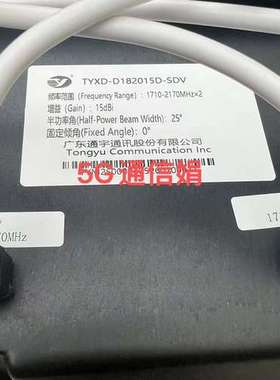 TYXD-D182015D-SDV
频率范围 (Frequency Range) : 1710-2170MHz×2
增益 (Gain) : 15dBi
半功率角(Half-Power Beam Width): 25°
固定倾角(Fixed Angle): 0°
广东通宇通讯股份有限公司
Tongyu Communication Inc
5G通信娋
70MHz
17